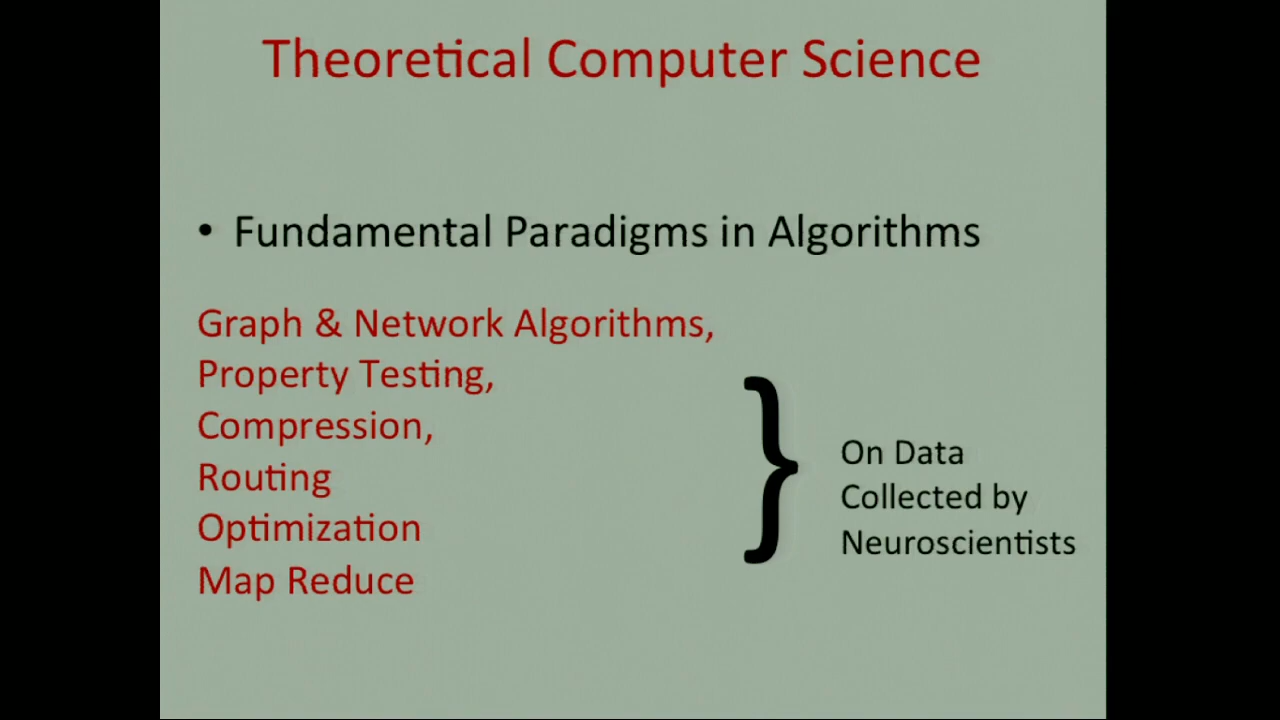 Theoretical Computer Science
• Fundamental Paradigms in Algorithms
Graph & Network Algorithms,
Property Testing,
Compression,
Routing
Optimization
Map Reduce
}
On Data
Collected by
Neuroscientists